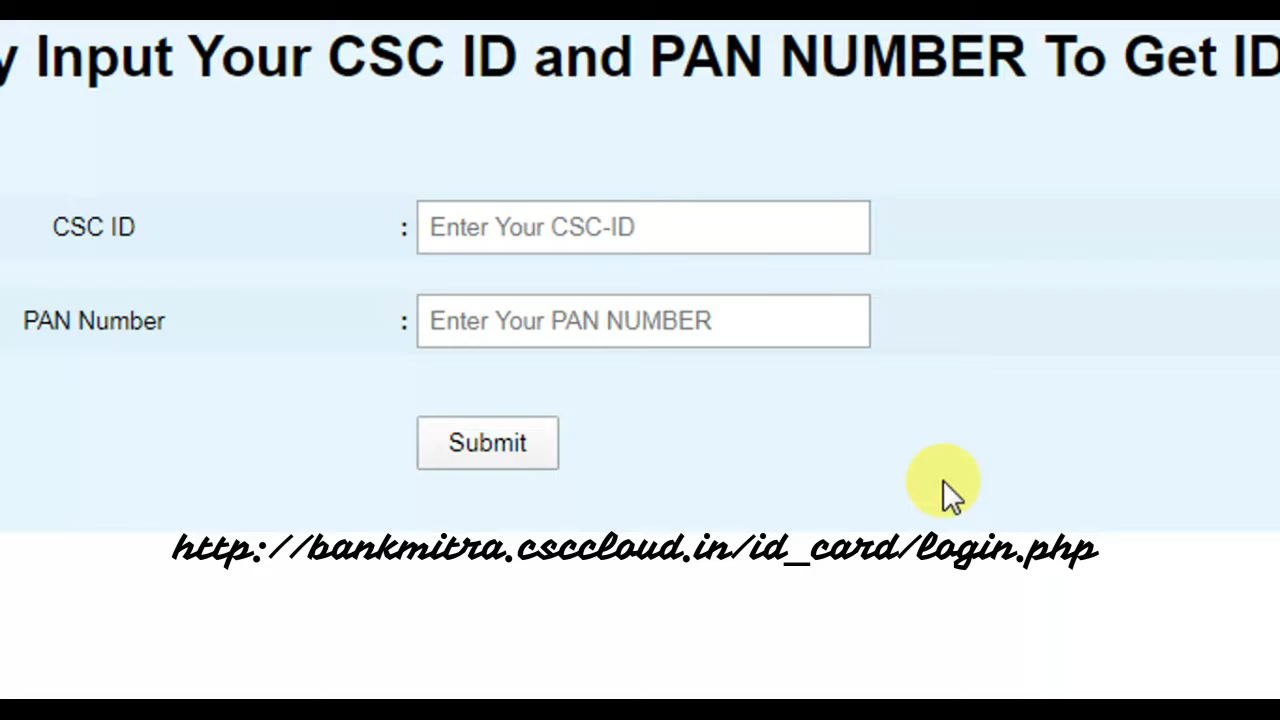 y Input Your CSC ID and PAN NUMBER To Get ID
CSC ID : Enter Your CSC-ID
PAN Number : Enter Your PAN NUMBER
Submit
http://bankmitra.csccloud.in/id_card/login.php